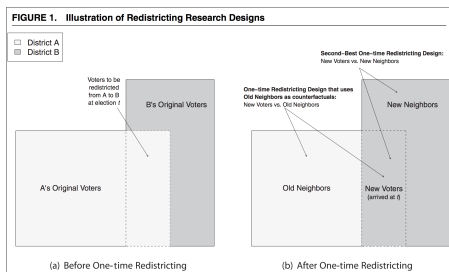 FIGURE 1. Illustration of Redistricting Research Designs
District A
District B
Voters to be
redistricted
from A to B
at election t
B's Original Voters
A's Original Voters
(a) Before One-time Redistricting
Second-Best One-time Redistricting Design:
New Voters vs. New Neighbors
One-time Redistricting Design that uses
Old Neighbors as counterfactuals:
New Voters vs. Old Neighbors
New Neighbors
Old Neighbors
New Voters
(arrived at t)
(b) After One-time Redistricting